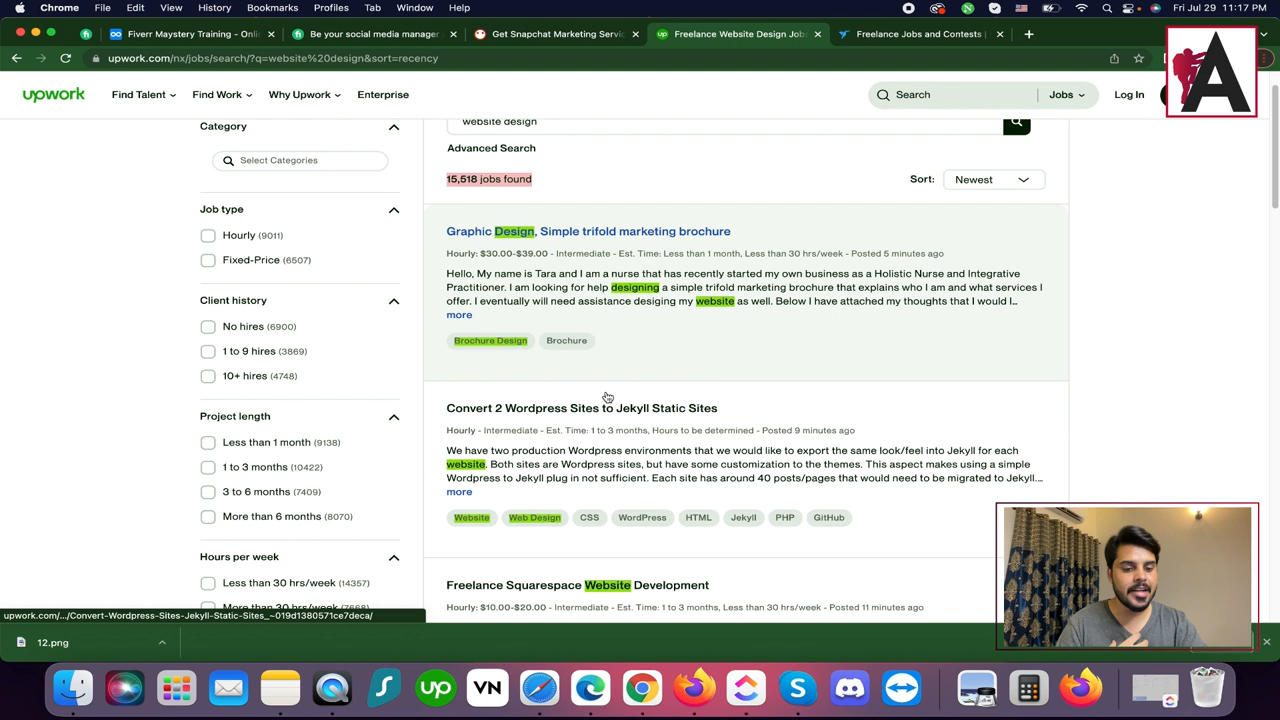 Chrome File Edit View History Bookmarks Profiles Tab Window Help Fri Jul 29 11:17 PM
Fiverr Maystery Training - Onli Be your social media manager Get Snapchat Marketing Servic Freelance Website Design Jobs Freelance Jobs and Contests |
upwork.com/nx/jobs/search/?q=website%20design&sort=recency
A
upwork Find Talent Find Work Why Upwork Enterprise Search Jobs Log In
Category
website design
Select Categories
Advanced Search
15,518 jobs found Sort: Newest
Job type
Hourly (9011)
Fixed-Price (6507)
Client history
No hires (6900)
1 to 9 hires (3869)
10+ hires (4748)
Project length
Less than 1 month (9138)
1 to 3 months (10422)
3 to 6 months (7409)
More than 6 months (8070)
Hours per week
Less than 30 hrs/week (14357)
More than 30 hrs/week (7668)
Graphic Design, Simple trifold marketing brochure
Hourly: $30.00-$39.00 - Intermediate - Est. Time: Less than 1 month, Less than 30 hrs/week - Posted 5 minutes ago
Hello, My name is Tara and I am a nurse that has recently started my own business as a Holistic Nurse and Integrative
Practitioner. I am looking for help designing a simple trifold marketing brochure that explains who I am and what services I
offer. I eventually will need assistance desiging my website as well. Below I have attached my thoughts that I would l...
more
Brochure Design Brochure
Convert 2 Wordpress Sites to Jekyll Static Sites
Hourly - Intermediate - Est. Time: 1 to 3 months, Hours to be determined - Posted 9 minutes ago
We have two production Wordpress environments that we would like to export the same look/feel into Jekyll for each
website. Both sites are Wordpress sites, but have some customization to the themes. This aspect makes using a simple
Wordpress to Jekyll plug in not sufficient. Each site has around 40 posts/pages that would need to be migrated to Jekyll....
more
Website Web Design CSS WordPress HTML Jekyll PHP GitHub
Freelance Squarespace Website Development
Hourly: $10.00-$20.00 - Intermediate - Est. Time: 1 to 3 months, Less than 30 hrs/week - Posted 11 minutes ago
upwork.com/.../Convert-Wordpress-Sites-Jekyll-Static-Sites_~019d1380571ce7deca/
12.png
up VN